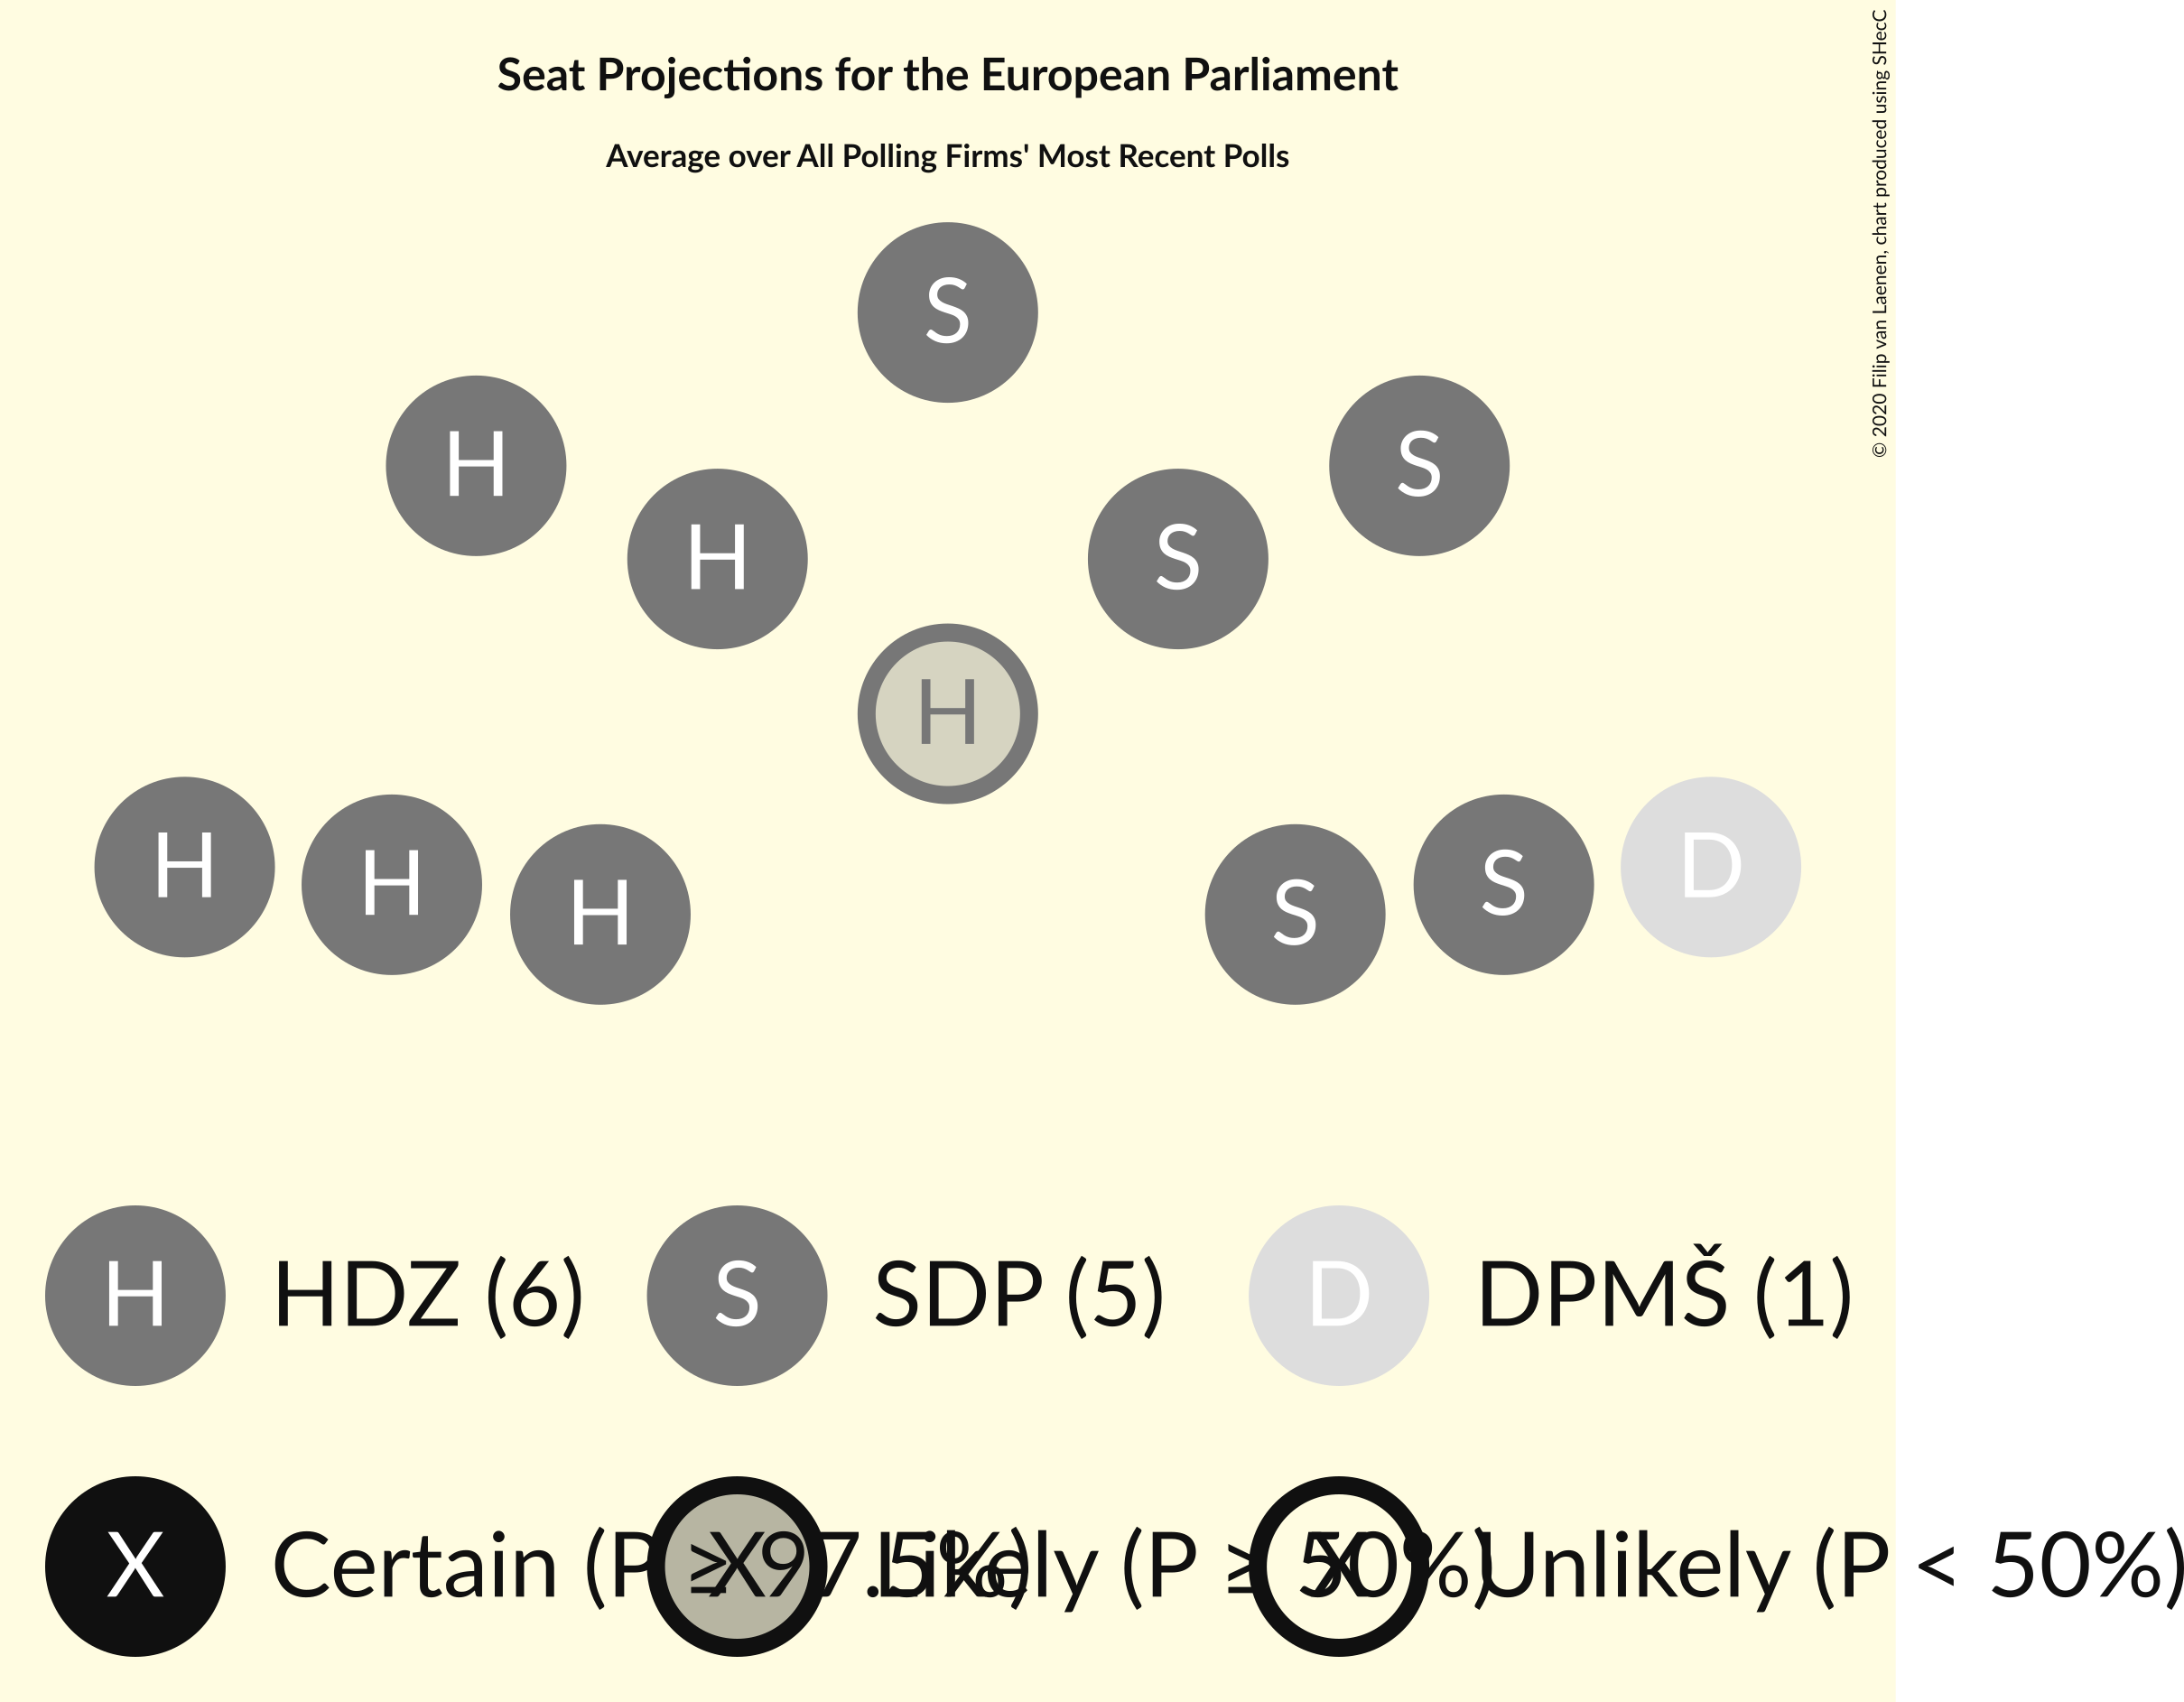 Seat Projections for the European Parliament
Average over All Polling Firms' Most Recent Polls
© 2020 Filip van Laenen, chart produced using SHecC
S
H
S
H
S
H
H
H
H
S
S
D
H HDZ (6) S SDP (5) D DPMŠ (1)
X Certain (P ≥ 97.5%) X Likely (P ≥ 50%) X Unlikely (P < 50%)